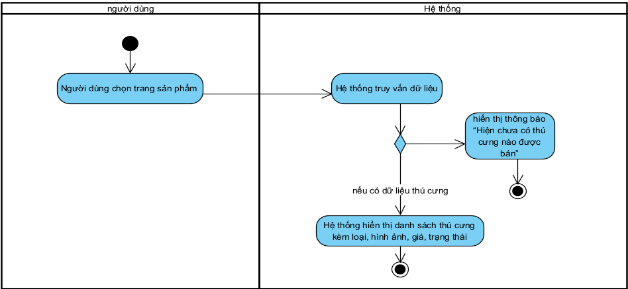 người dùng
Hệ thống
Người dùng chọn trang sản phẩm
Hệ thống truy vấn dữ liệu
hiển thị thông báo
"Hiện chưa có thú
cưng nào được
bán"
nếu có dữ liệu thú cưng
Hệ thống hiển thị danh sách thú cưng
kèm loại, hình ảnh, giá, trạng thái